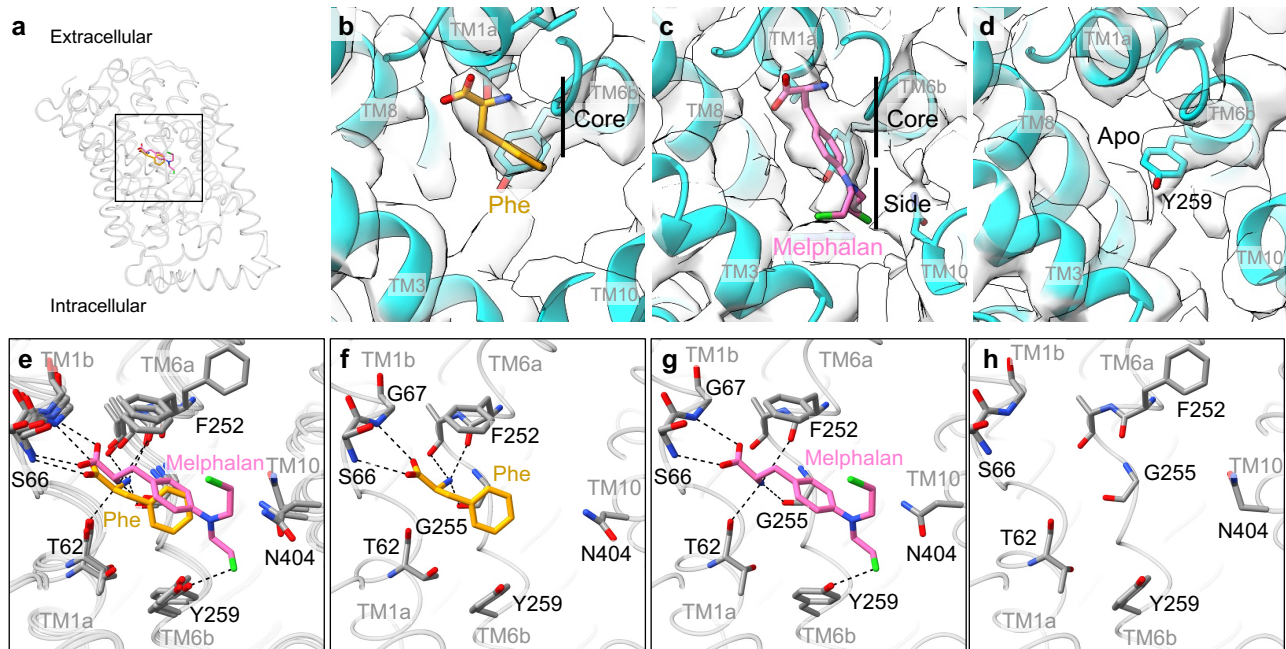 a
Extracellular
Intracellular
b
TM1a
TM8
TM6b
Core
Phe
TM3
TM10
c
TM1a
TM8
TM6b
Core
Side
Melphalan
TM3
TM10
d
TM1a
TM8
TM6b
Apo
Y259
TM3
TM10
e
TM1b
TM6a
F252
Melphalan
S66
TM10
Phe
T62
N404
Y259
TM1a
TM6b
f
TM1b
TM6a
G67
F252
S66
Phe
TM10
T62
G255
N404
Y259
TM1a
TM6b
g
TM1b
TM6a
G67
F252
S66
Melphalan
TM10
G255
T62
N404
Y259
TM1a
TM6b
h
TM1b
TM6a
F252
S66
G255
TM10
T62
N404
Y259
TM1a
TM6b